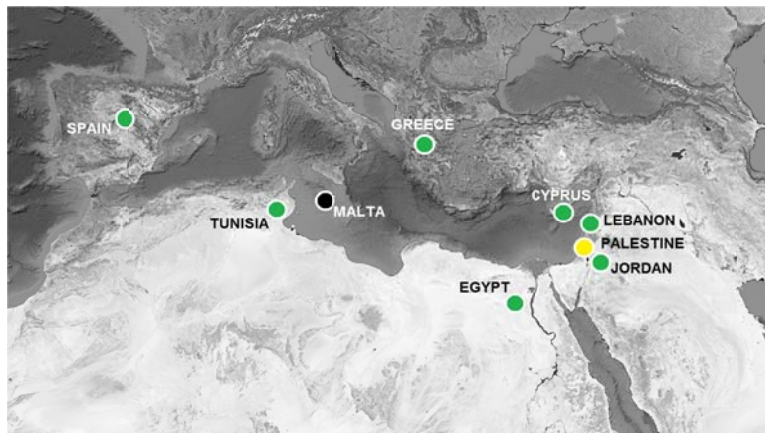 SPAIN
GREECE
CYPRUS
TUNISIA
MALTA
LEBANON
PALESTINE
JORDAN
EGYPT